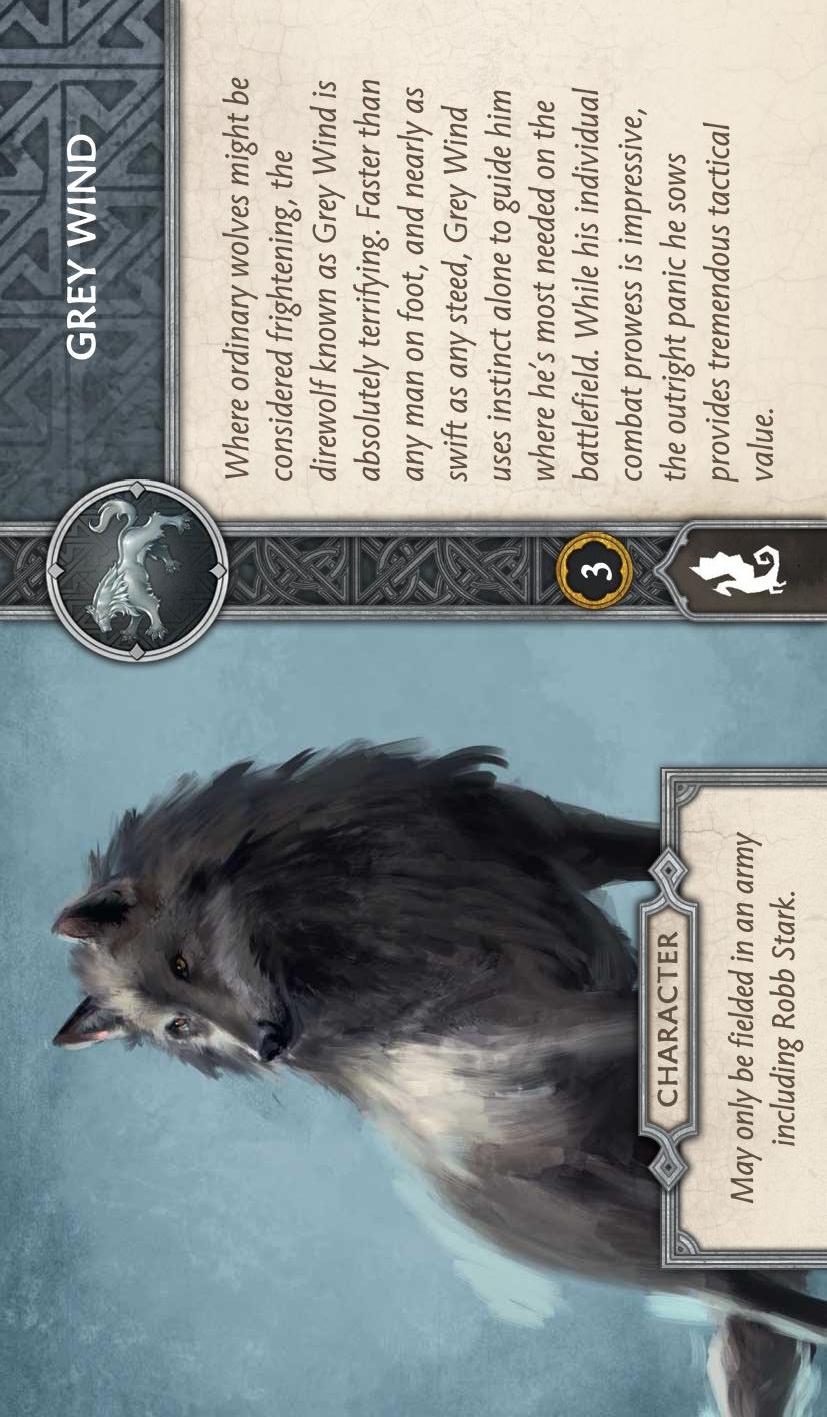 GREY WIND
Where ordinary wolves might be
considered frightening, the
direwolf known as Grey Wind is
absolutely terrifying. Faster than
any man on foot, and nearly as
swift as any steed, Grey Wind
uses instinct alone to guide him
where he's most needed on the
battlefield. While his individual
combat prowess is impressive,
the outright panic he sows
provides tremendous tactical
value.
3
CHARACTER
May only be fielded in an army
including Robb Stark.